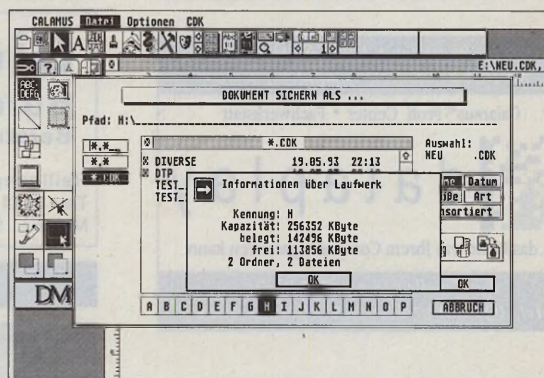 CALAMUS Datei Optionen CDK
E:\NEU.CDK,
DOKUMENT SICHERN ALS ...
Pfad: H:\
*.*
*.*
*.CDK
*.CDK
DIVERSE 19.05.93 22:13
DTP
TEST_
TEST_
Auswahl:
NEU .CDK
Datum
Art
nsortiert
Informationen über Laufwerk
Kennung: H
Kapazität: 256352 KByte
belegt: 142496 KByte
frei: 113856 KByte
2 Ordner, 2 Dateien
OK
OK
ABBRUCH
A B C D E F G H I J K L M N O P
DMC